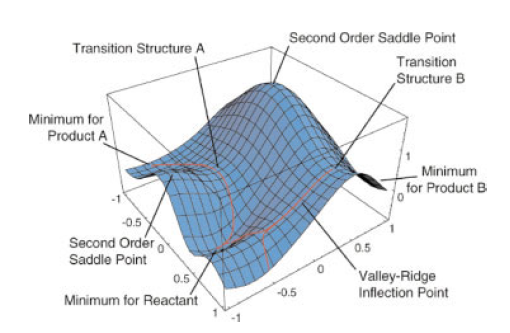 Second Order Saddle Point
Transition Structure A
Transition
Structure B
Minimum for
Product A
Minimum
for Product B
1
0
-1
-0.5
0
0.5
1
Second Order
Saddle Point
Minimum for Reactant
-1
-0.5
0
0.5
1
Valley-Ridge
Inflection Point